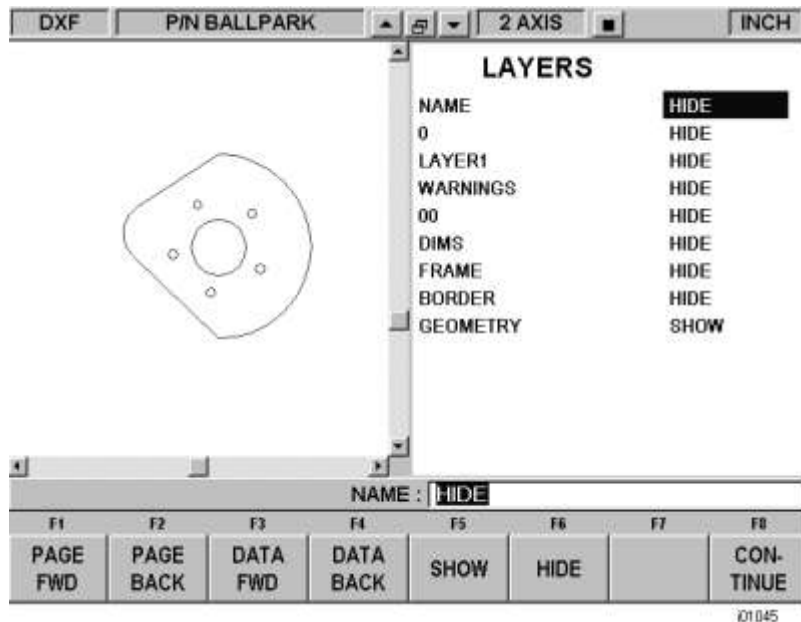 DXF P/N BALLPARK 2 AXIS INCH
LAYERS
NAME HIDE
0 HIDE
LAYER1 HIDE
WARNINGS HIDE
00 HIDE
DIMS HIDE
FRAME HIDE
BORDER HIDE
GEOMETRY SHOW
NAME : HIDE
F1 F2 F3 F4 F5 F6 F7 F8
PAGE FWD PAGE BACK DATA FWD DATA BACK SHOW HIDE CON-TINUE
i01045